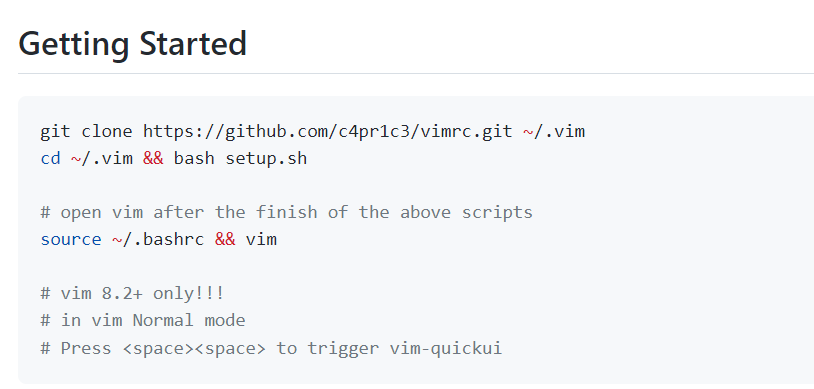 Getting Started
git clone https://github.com/c4pr1c3/vimrc.git ~/.vim
cd ~/.vim && bash setup.sh
# open vim after the finish of the above scripts
source ~/.bashrc && vim
# vim 8.2+ only!!!
# in vim Normal mode
# Press <space><space> to trigger vim-quickui